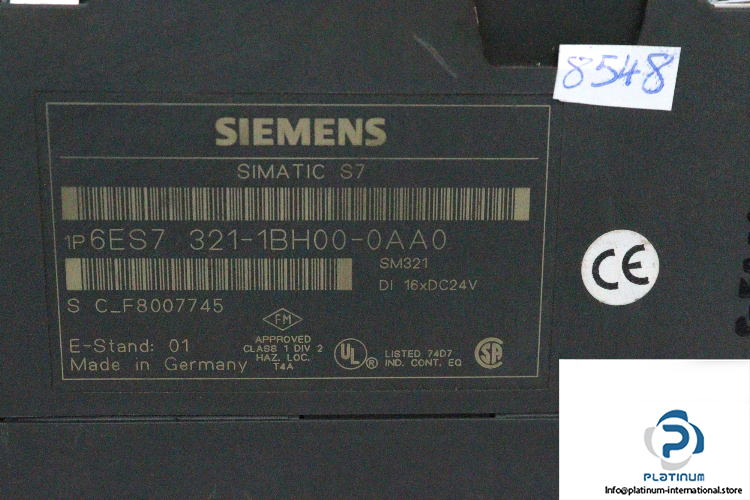 8548
SIEMENS
SIMATIC S7
1P 6ES7 321-1BH00-0AA0
SM321
DI 16xDC24V
S C_F8007745
E-Stand: 01
Made in Germany
FM
APPROVED
CLASS 1 DIV 2
HAZ. LOC.
T4A
UL ®
LISTED 74D7
IND. CONT. EQ
SA
CE
PLATINUM
Info@platinum-international.store